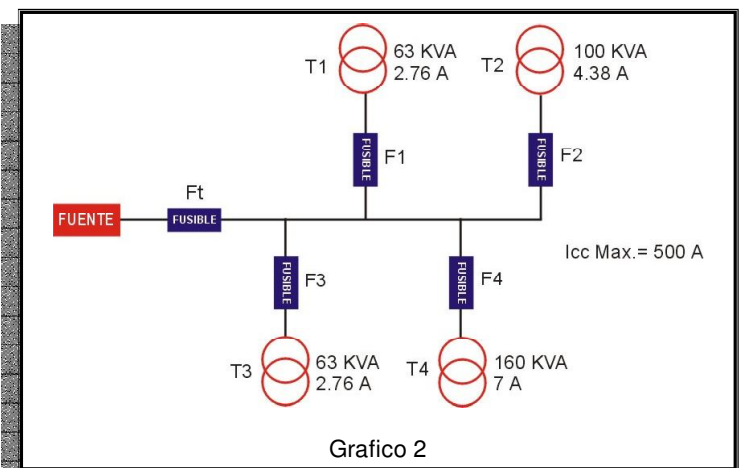 T1
63 KVA
2.76 A
T2
100 KVA
4.38 A
FUSIBLE
F1
FUSIBLE
F2
Ft
FUENTE
FUSIBLE
Icc Max.= 500 A
FUSIBLE
F3
FUSIBLE
F4
T3
63 KVA
2.76 A
T4
160 KVA
7 A
Grafico 2